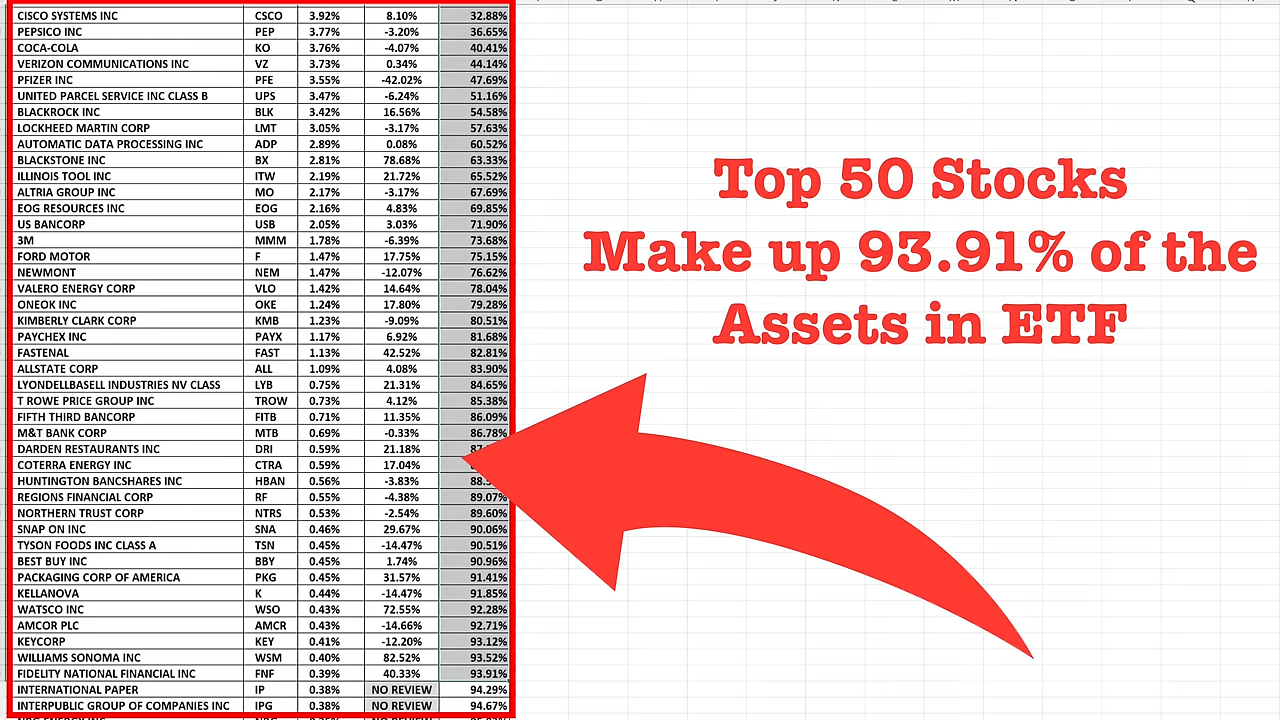 CISCO SYSTEMS INC CSCO 3.92% 8.10% 32.88%
PEPSICO INC PEP 3.77% -3.20% 36.65%
COCA-COLA KO 3.76% -4.07% 40.41%
VERIZON COMMUNICATIONS INC VZ 3.73% 0.34% 44.14%
PFIZER INC PFE 3.55% -42.02% 47.69%
UNITED PARCEL SERVICE INC CLASS B UPS 3.47% -6.24% 51.16%
BLACKROCK INC BLK 3.42% 16.56% 54.58%
LOCKHEED MARTIN CORP LMT 3.05% -3.17% 57.63%
AUTOMATIC DATA PROCESSING INC ADP 2.89% 0.08% 60.52%
BLACKSTONE INC BX 2.81% 78.68% 63.33%
ILLINOIS TOOL INC ITW 2.19% 21.72% 65.52%
ALTRIA GROUP INC MO 2.17% -3.17% 67.69%
EOG RESOURCES INC EOG 2.16% 4.83% 69.85%
US BANCORP USB 2.05% 3.03% 71.90%
3M MMM 1.78% -6.39% 73.68%
FORD MOTOR F 1.47% 17.75% 75.15%
NEWMONT NEM 1.47% -12.07% 76.62%
VALERO ENERGY CORP VLO 1.42% 14.64% 78.04%
ONEOK INC OKE 1.24% 17.80% 79.28%
KIMBERLY CLARK CORP KMB 1.23% -9.09% 80.51%
PAYCHEX INC PAYX 1.17% 6.92% 81.68%
FASTENAL FAST 1.13% 42.52% 82.81%
ALLSTATE CORP ALL 1.09% 4.08% 83.90%
LYONDELLBASELL INDUSTRIES NV CLASS LYB 0.75% 21.31% 84.65%
T ROWE PRICE GROUP INC TROW 0.73% 4.12% 85.38%
FIFTH THIRD BANCORP FITB 0.71% 11.35% 86.09%
M&T BANK CORP MTB 0.69% -0.33% 86.78%
DARDEN RESTAURANTS INC DRI 0.59% 21.18%
COTERRA ENERGY INC CTRA 0.59% 17.04%
HUNTINGTON BANCSHARES INC HBAN 0.56% -3.83%
REGIONS FINANCIAL CORP RF 0.55% -4.38% 89.07%
NORTHERN TRUST CORP NTRS 0.53% -2.54% 89.60%
SNAP ON INC SNA 0.46% 29.67% 90.06%
TYSON FOODS INC CLASS A TSN 0.45% -14.47% 90.51%
BEST BUY INC BBY 0.45% 1.74% 90.96%
PACKAGING CORP OF AMERICA PKG 0.45% 31.57% 91.41%
KELLANOVA K 0.44% -14.47% 91.85%
WATSCO INC WSO 0.43% 72.55% 92.28%
AMCOR PLC AMCR 0.43% -14.66% 92.71%
KEYCORP KEY 0.41% -12.20% 93.12%
WILLIAMS SONOMA INC WSM 0.40% 82.52% 93.52%
FIDELITY NATIONAL FINANCIAL INC FNF 0.39% 40.33% 93.91%
INTERNATIONAL PAPER IP 0.38% NO REVIEW 94.29%
INTERPUBLIC GROUP OF COMPANIES INC IPG 0.38% NO REVIEW 94.67%
Top 50 Stocks
Make up 93.91% of the
Assets in ETF